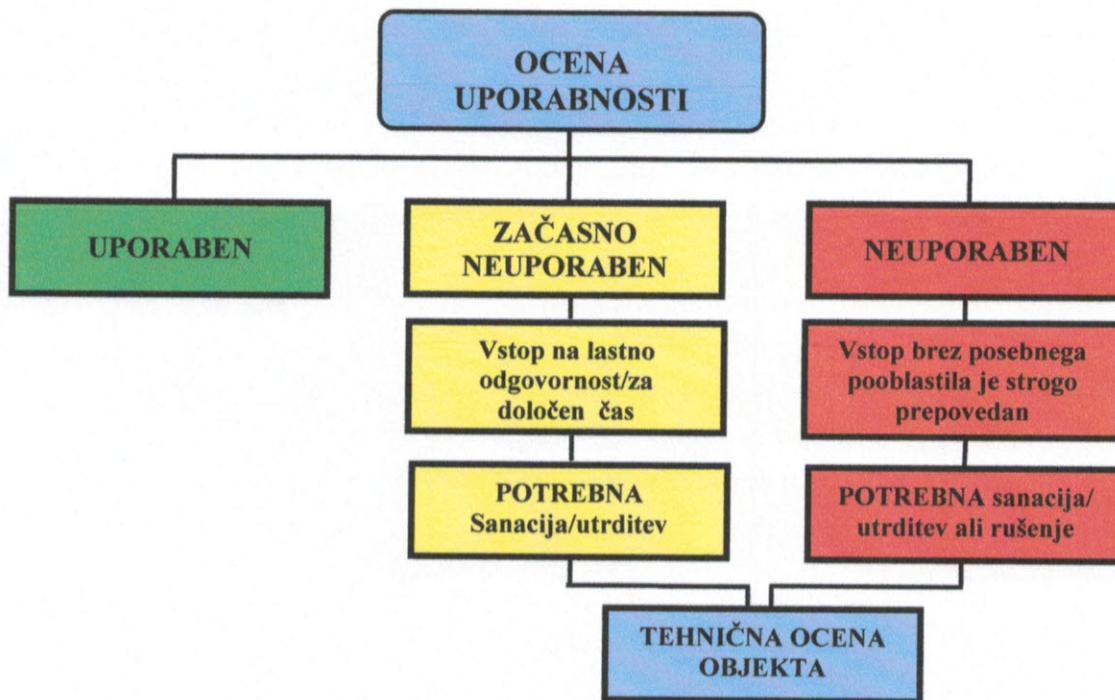 OCENA
UPORABNOSTI
UPORABEN
ZAČASNO
NEUPORABEN
NEUPORABEN
Vstop na lastno
odgovornost/za
določen čas
Vstop brez posebnega
pooblastila je strogo
prepovedan
POTREBNA
Sanacija/utrditev
POTREBNA sanacija/
utrditev ali rušenje
TEHNIČNA OCENA
OBJEKTA